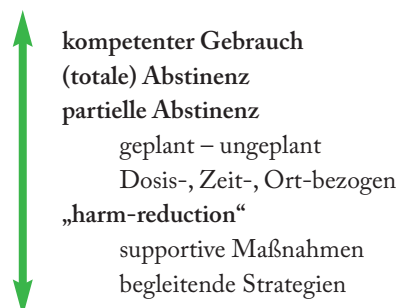 kompetenter Gebrauch
(totale) Abstinenz
partielle Abstinenz
geplant – ungeplant
Dosis-, Zeit-, Ort-bezogen
„harm-reduction“
supportive Maßnahmen
begleitende Strategien